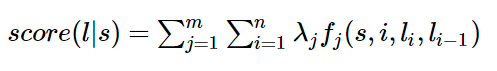 score(l|s) = ∑_{j=1}^{m} ∑_{i=1}^{n} λ_j f_j(s, i, l_i, l_{i−1})